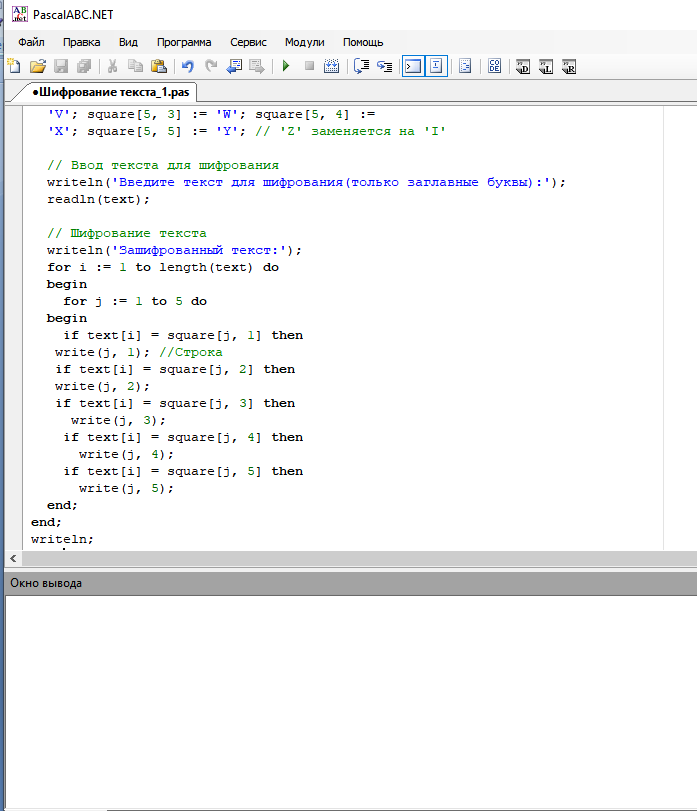 PascalABC.NET
Файл Правка Вид Программа Сервис Модули Помощь
•Шифрование текста_1.pas
'V'; square[5, 3] := 'W'; square[5, 4] :=
'X'; square[5, 5] := 'Y'; // 'Z' заменяется на 'I'
// Ввод текста для шифрования
writeln('Введите текст для шифрования(только заглавные буквы):');
readln(text);
// Шифрование текста
writeln('Зашифрованный текст:');
for i := 1 to length(text) do
begin
for j := 1 to 5 do
begin
if text[i] = square[j, 1] then
write(j, 1); //Строка
if text[i] = square[j, 2] then
write(j, 2);
if text[i] = square[j, 3] then
write(j, 3);
if text[i] = square[j, 4] then
write(j, 4);
if text[i] = square[j, 5] then
write(j, 5);
end;
end;
writeln;
Окно вывода